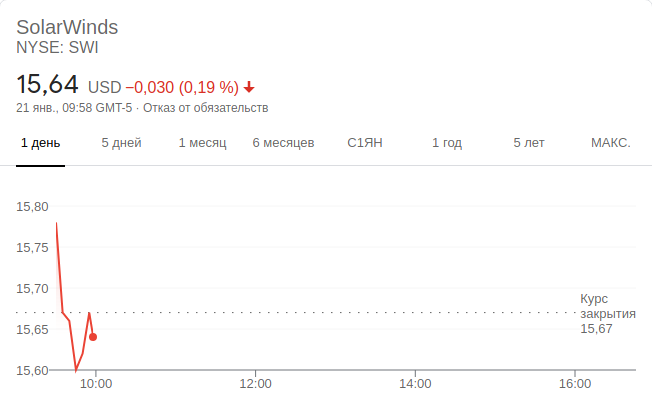 SolarWinds
NYSE: SWI
15,64 USD −0,030 (0,19 %)
21 янв., 09:58 GMT-5 · Отказ от обязательств
1 день 5 дней 1 месяц 6 месяцев С1ЯН 1 год 5 лет МАКС.
15,80
15,75
15,70
15,65
15,60
Курс
закрытия
15,67
10:00 12:00 14:00 16:00